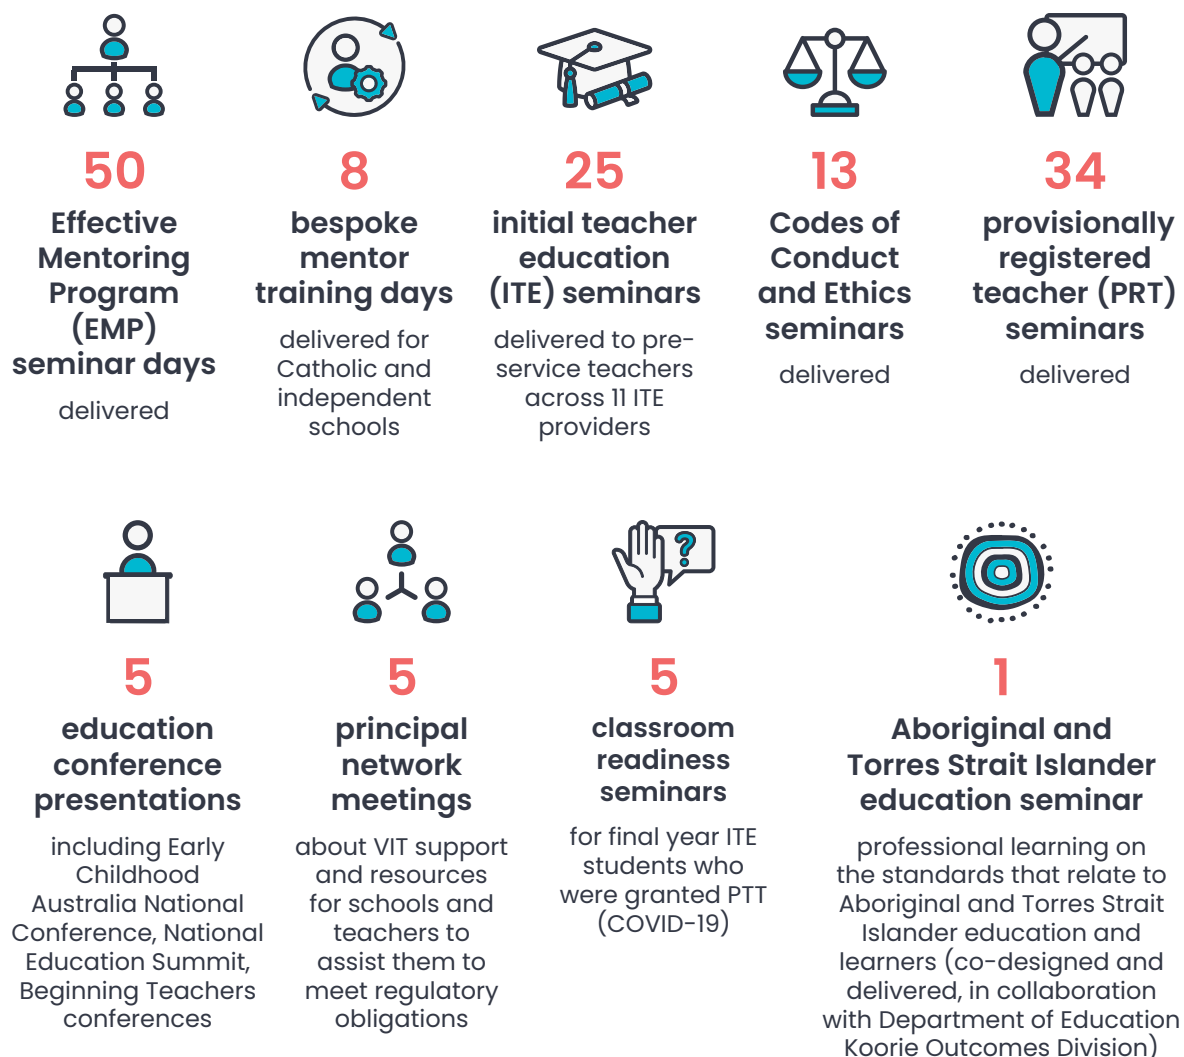 50
Effective
Mentoring
Program
(EMP)
seminar days
delivered
8
bespoke
mentor
training days
delivered for
Catholic and
independent
schools
25
initial teacher
education
(ITE) seminars
delivered to pre-
service teachers
across 11 ITE
providers
13
Codes of
Conduct
and Ethics
seminars
delivered
34
provisionally
registered
teacher (PRT)
seminars
delivered
5
education
conference
presentations
including Early
Childhood
Australia National
Conference, National
Education Summit,
Beginning Teachers
conferences
5
principal
network
meetings
about VIT support
and resources
for schools and
teachers to
assist them to
meet regulatory
obligations
?
5
classroom
readiness
seminars
for final year ITE
students who
were granted PTT
(COVID-19)
1
Aboriginal and
Torres Strait Islander
education seminar
professional learning on
the standards that relate to
Aboriginal and Torres Strait
Islander education and
learners (co-designed and
delivered, in collaboration
with Department of Education
Koorie Outcomes Division)